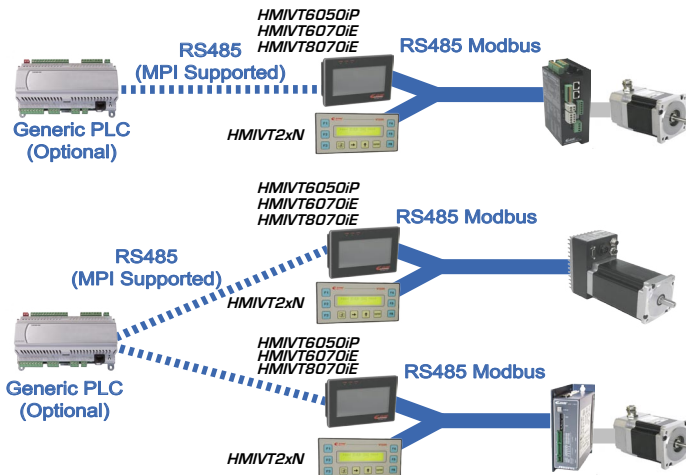 HMIVT6050iP
HMIVT6070iE
HMIVT8070iE
RS485 Modbus
RS485
(MPI Supported)
Generic PLC
(Optional)
HMIVT2xN
HMIVT6050iP
HMIVT6070iE
HMIVT8070iE
RS485 Modbus
RS485
(MPI Supported)
HMIVT2xN
Generic PLC
(Optional)
HMIVT6050iP
HMIVT6070iE
HMIVT8070iE
RS485 Modbus
HMIVT2xN